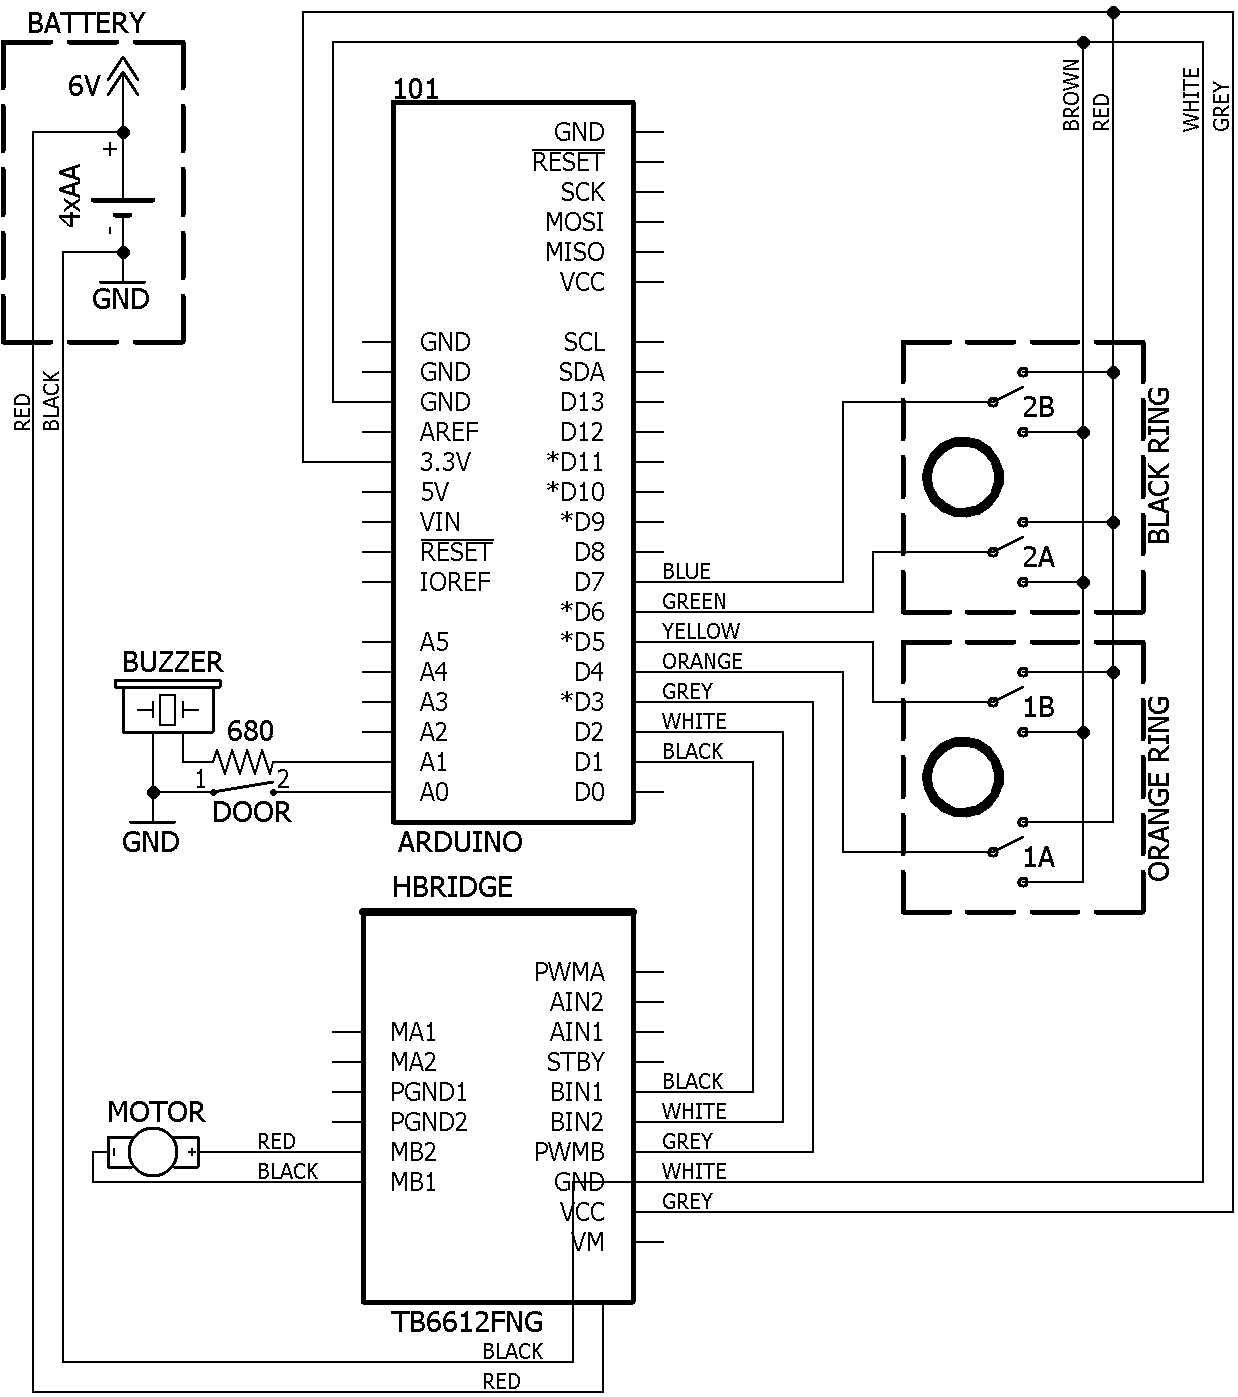 BATTERY
6V
+
4xAA
-
GND
RED
BLACK
101
GND
RESET
SCK
MOSI
MISO
VCC
GND
GND
GND
AREF
3.3V
5V
VIN
RESET
IOREF
A5
A4
A3
A2
A1
A0
SCL
SDA
D13
D12
*D11
*D10
*D9
D8
D7
*D6
*D5
D4
*D3
D2
D1
D0
ARDUINO
BLUE
GREEN
YELLOW
ORANGE
GREY
WHITE
BLACK
BROWN
RED
WHITE
GREY
2B
2A
BLACK RING
1B
1A
ORANGE RING
BUZZER
680
1
2
DOOR
GND
HBRIDGE
PWMA
AIN2
AIN1
STBY
BIN1
BIN2
PWMB
GND
VCC
VM
MA1
MA2
PGND1
PGND2
MB2
MB1
BLACK
WHITE
GREY
WHITE
GREY
MOTOR
-
+
RED
BLACK
TB6612FNG
BLACK
RED